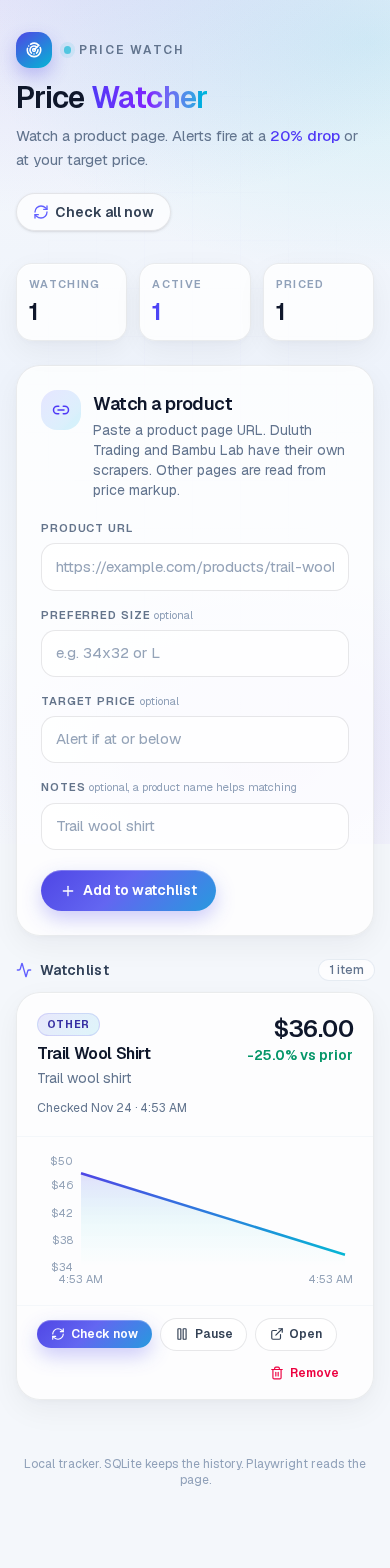 PRICE WATCH
Price Watcher
Watch a product page. Alerts fire at a 20% drop or
at your target price.
Check all now
WATCHING
1
ACTIVE
1
PRICED
1
Watch a product
Paste a product page URL. Duluth
Trading and Bambu Lab have their own
scrapers. Other pages are read from
price markup.
PRODUCT URL
https://example.com/products/trail-wool
PREFERRED SIZE optional
e.g. 34x32 or L
TARGET PRICE optional
Alert if at or below
NOTES optional, a product name helps matching
Trail wool shirt
Add to watchlist
Watchlist
1 item
OTHER
$36.00
Trail Wool Shirt
-25.0% vs prior
Trail wool shirt
Checked Nov 24 · 4:53 AM
$50
$46
$42
$38
$34
4:53 AM
4:53 AM
Check now
Pause
Open
Remove
Local tracker. SQLite keeps the history. Playwright reads the
page.